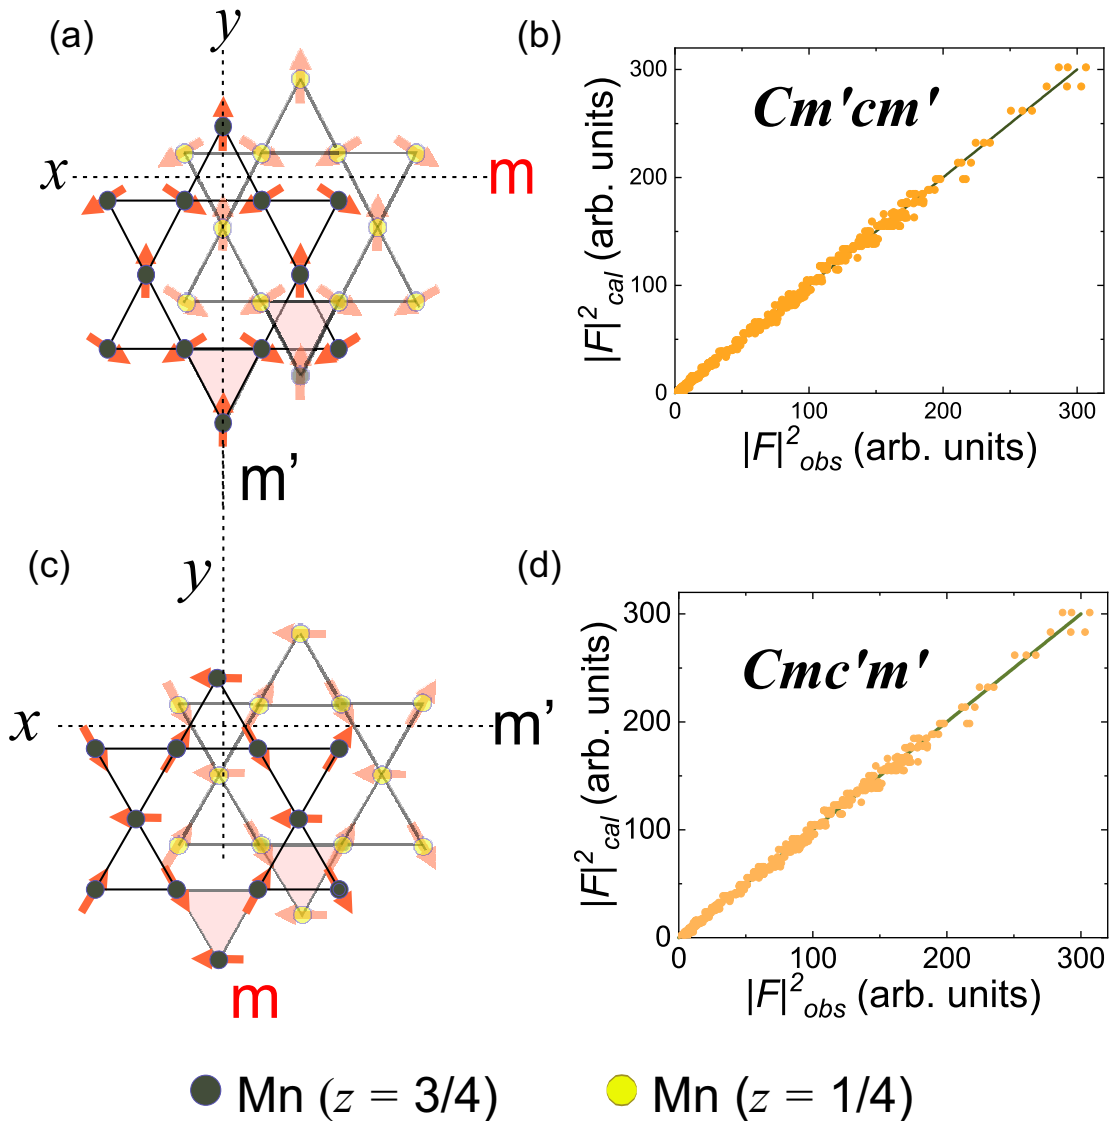 (a)
y
x
m
m’
(b)
Cm'cm'
300
200
100
0
0 100 200 300
|F|²cal (arb. units)
|F|²obs (arb. units)
(c)
y
x
m’
m
(d)
Cmc'm'
300
200
100
0
0 100 200 300
|F|²cal (arb. units)
|F|²obs (arb. units)
Mn (z = 3/4)
Mn (z = 1/4)